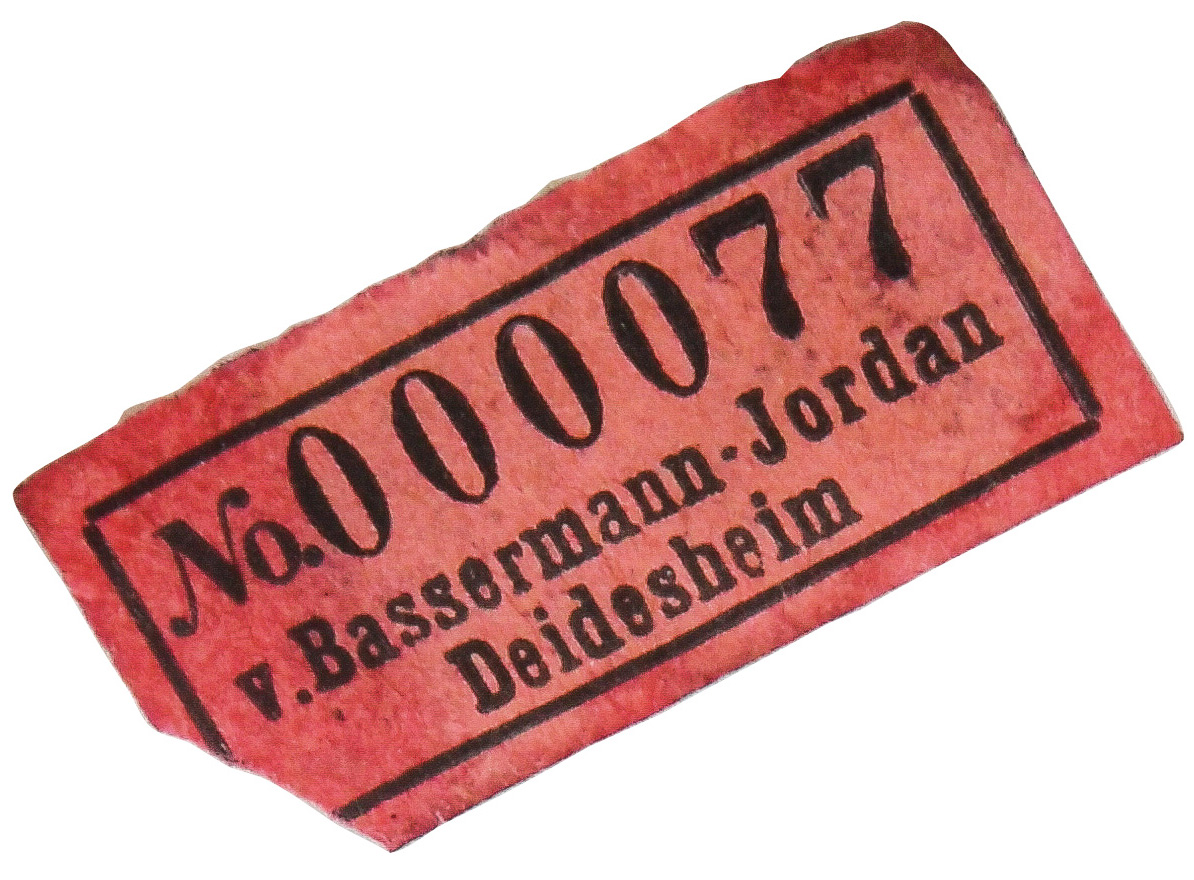 No. 000077
v. Bassermann-Jordan
Deidesheim